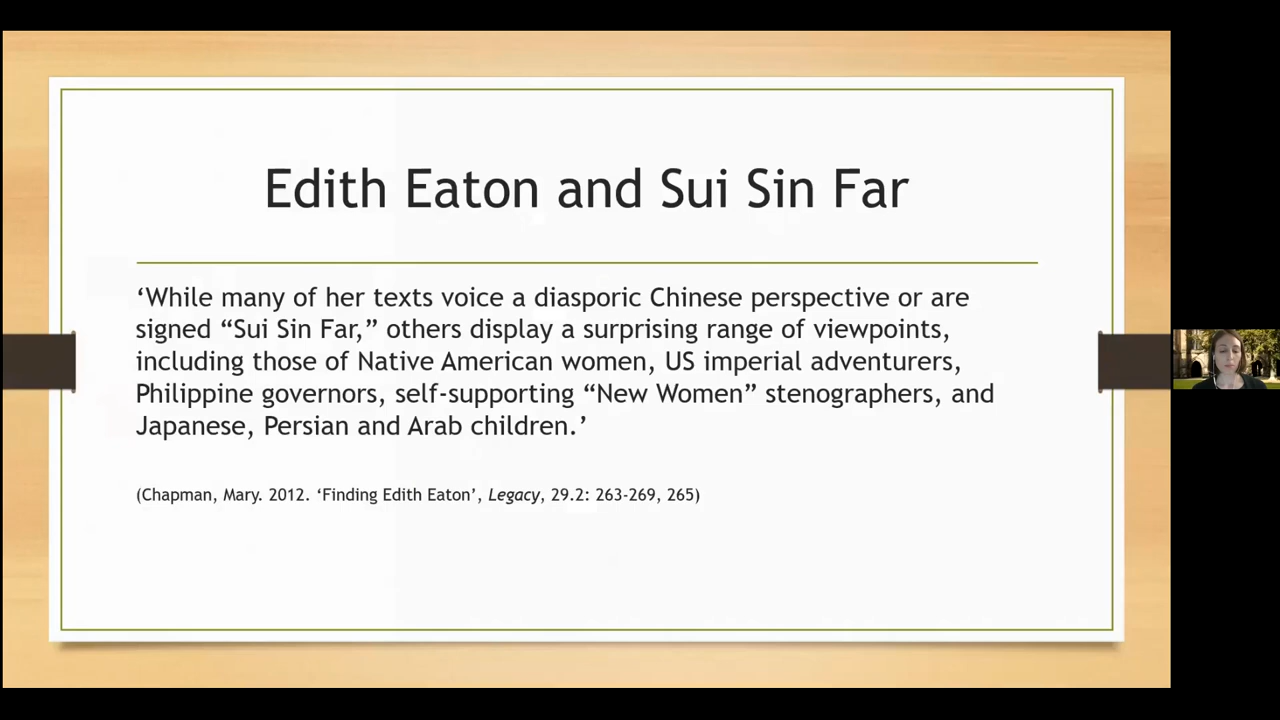 Edith Eaton and Sui Sin Far
‘While many of her texts voice a diasporic Chinese perspective or are
signed “Sui Sin Far,” others display a surprising range of viewpoints,
including those of Native American women, US imperial adventurers,
Philippine governors, self-supporting “New Women” stenographers, and
Japanese, Persian and Arab children.’
(Chapman, Mary. 2012. ‘Finding Edith Eaton’, Legacy, 29.2: 263-269, 265)